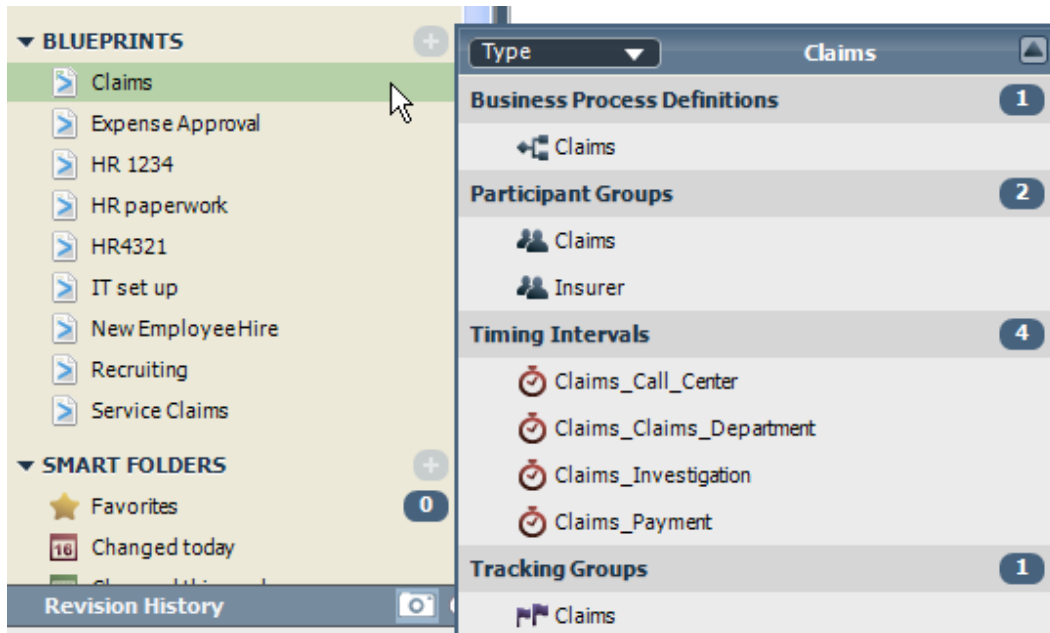 BLUEPRINTS
Claims
Expense Approval
HR 1234
HR paperwork
HR4321
IT set up
New Employee Hire
Recruiting
Service Claims
SMART FOLDERS
Favorites 0
16 Changed today
Revision History
Type Claims
Business Process Definitions 1
Claims
Participant Groups 2
Claims
Insurer
Timing Intervals 4
Claims_Call_Center
Claims_Claims_Department
Claims_Investigation
Claims_Payment
Tracking Groups 1
Claims